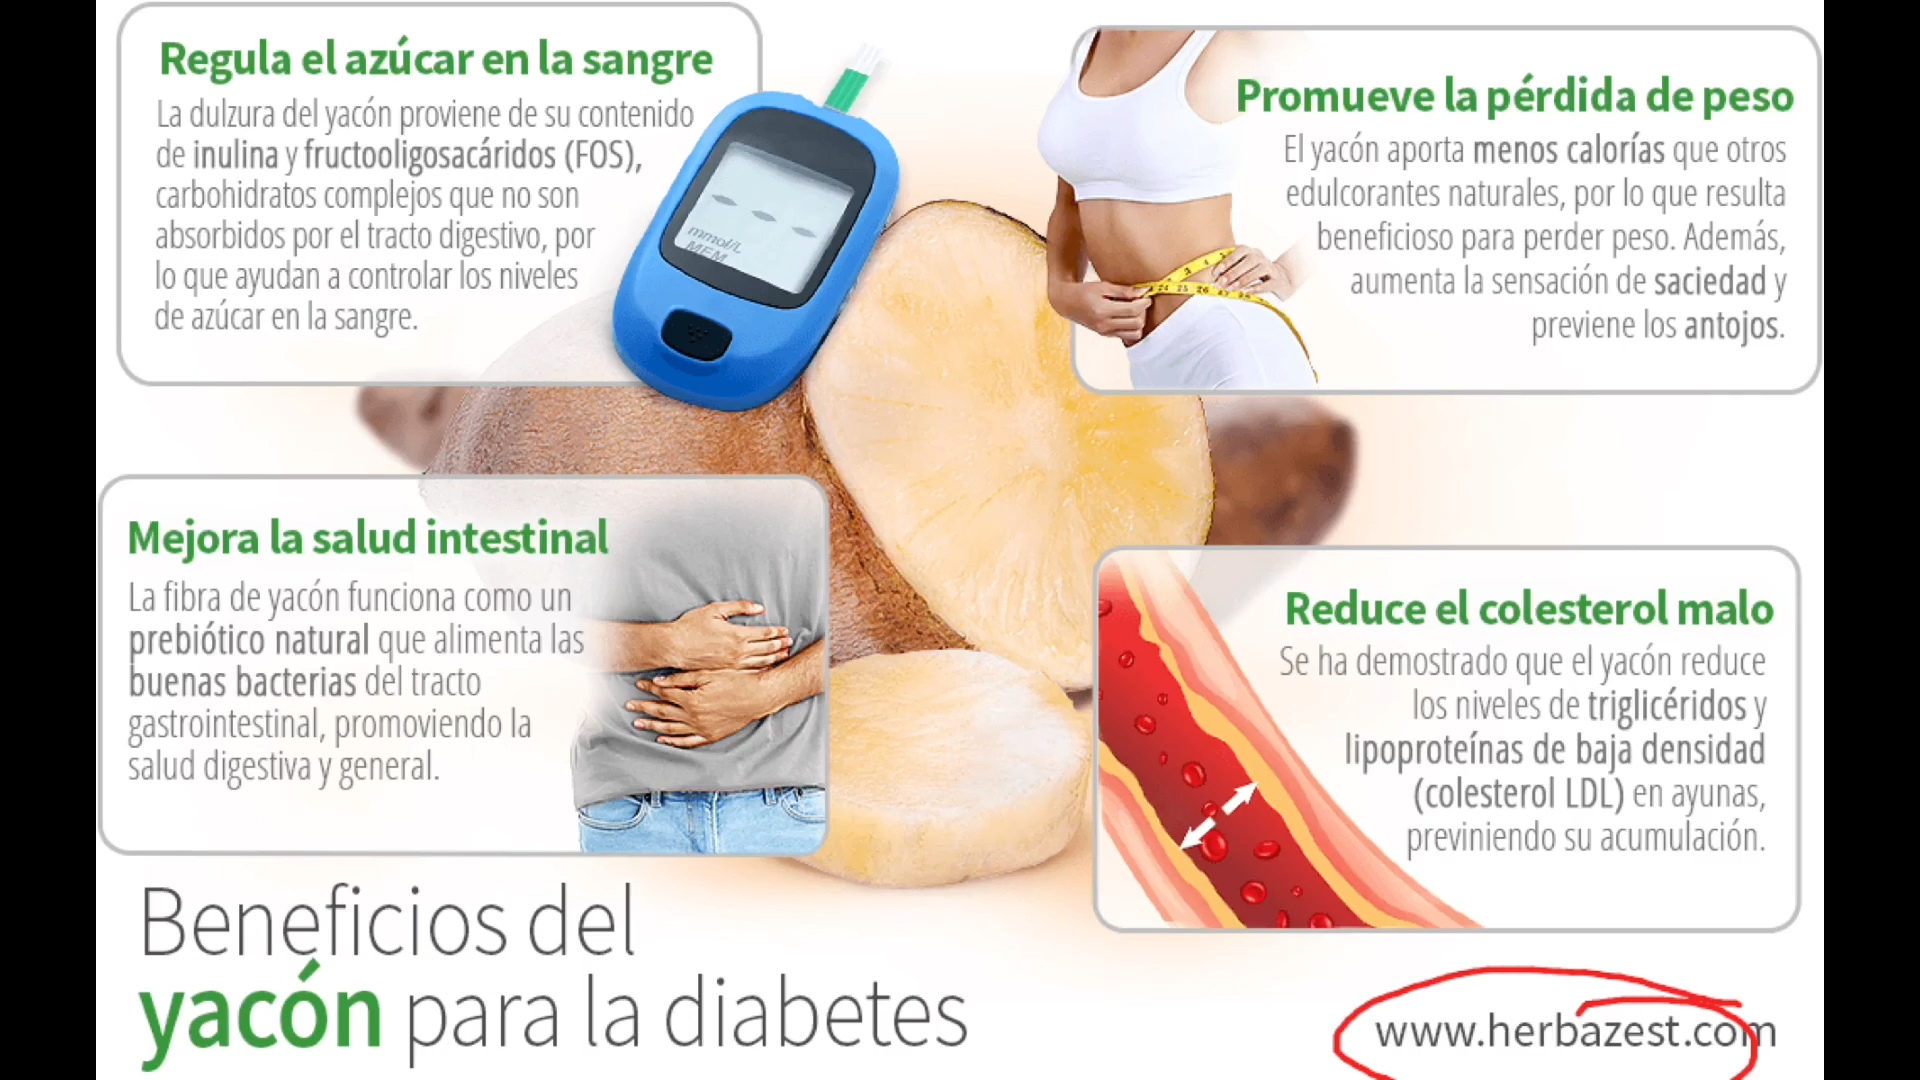 Regula el azúcar en la sangre
La dulzura del yacón proviene de su contenido
de inulina y fructooligosacáridos (FOS),
carbohidratos complejos que no son
absorbidos por el tracto digestivo, por
lo que ayudan a controlar los niveles
de azúcar en la sangre.
mmol/L
MEM
Promueve la pérdida de peso
El yacón aporta menos calorías que otros
edulcorantes naturales, por lo que resulta
beneficioso para perder peso. Además,
aumenta la sensación de saciedad y
previene los antojos.
Mejora la salud intestinal
La fibra de yacón funciona como un
prebiótico natural que alimenta las
buenas bacterias del tracto
gastrointestinal, promoviendo la
salud digestiva y general.
Reduce el colesterol malo
Se ha demostrado que el yacón reduce
los niveles de triglicéridos y
lipoproteínas de baja densidad
(colesterol LDL) en ayunas,
previniendo su acumulación.
Beneficios del
yacón para la diabetes
www.herbazest.com